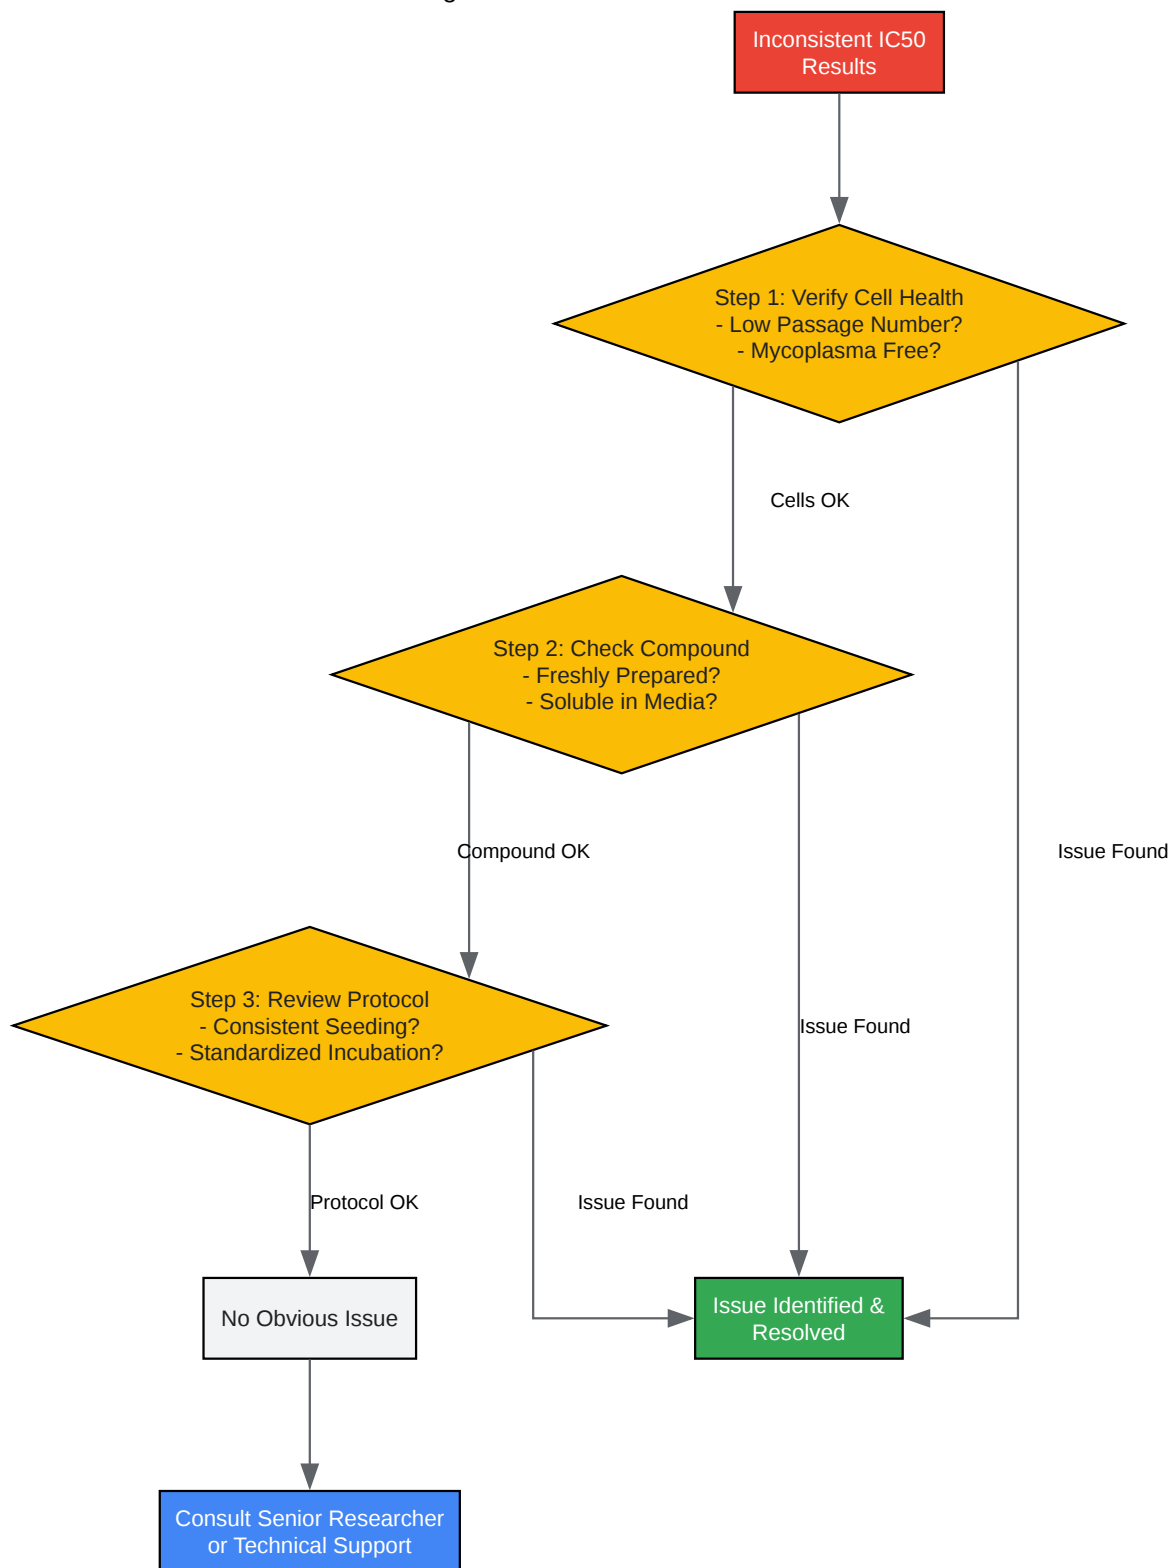 Inconsistent IC50
Results
Step 1: Verify Cell Health
- Low Passage Number?
- Mycoplasma Free?
Cells OK
Step 2: Check Compound
- Freshly Prepared?
- Soluble in Media?
Compound OK
Issue Found
Step 3: Review Protocol
- Consistent Seeding?
- Standardized Incubation?
Issue Found
Protocol OK
Issue Found
No Obvious Issue
Issue Identified &
Resolved
Consult Senior Researcher
or Technical Support